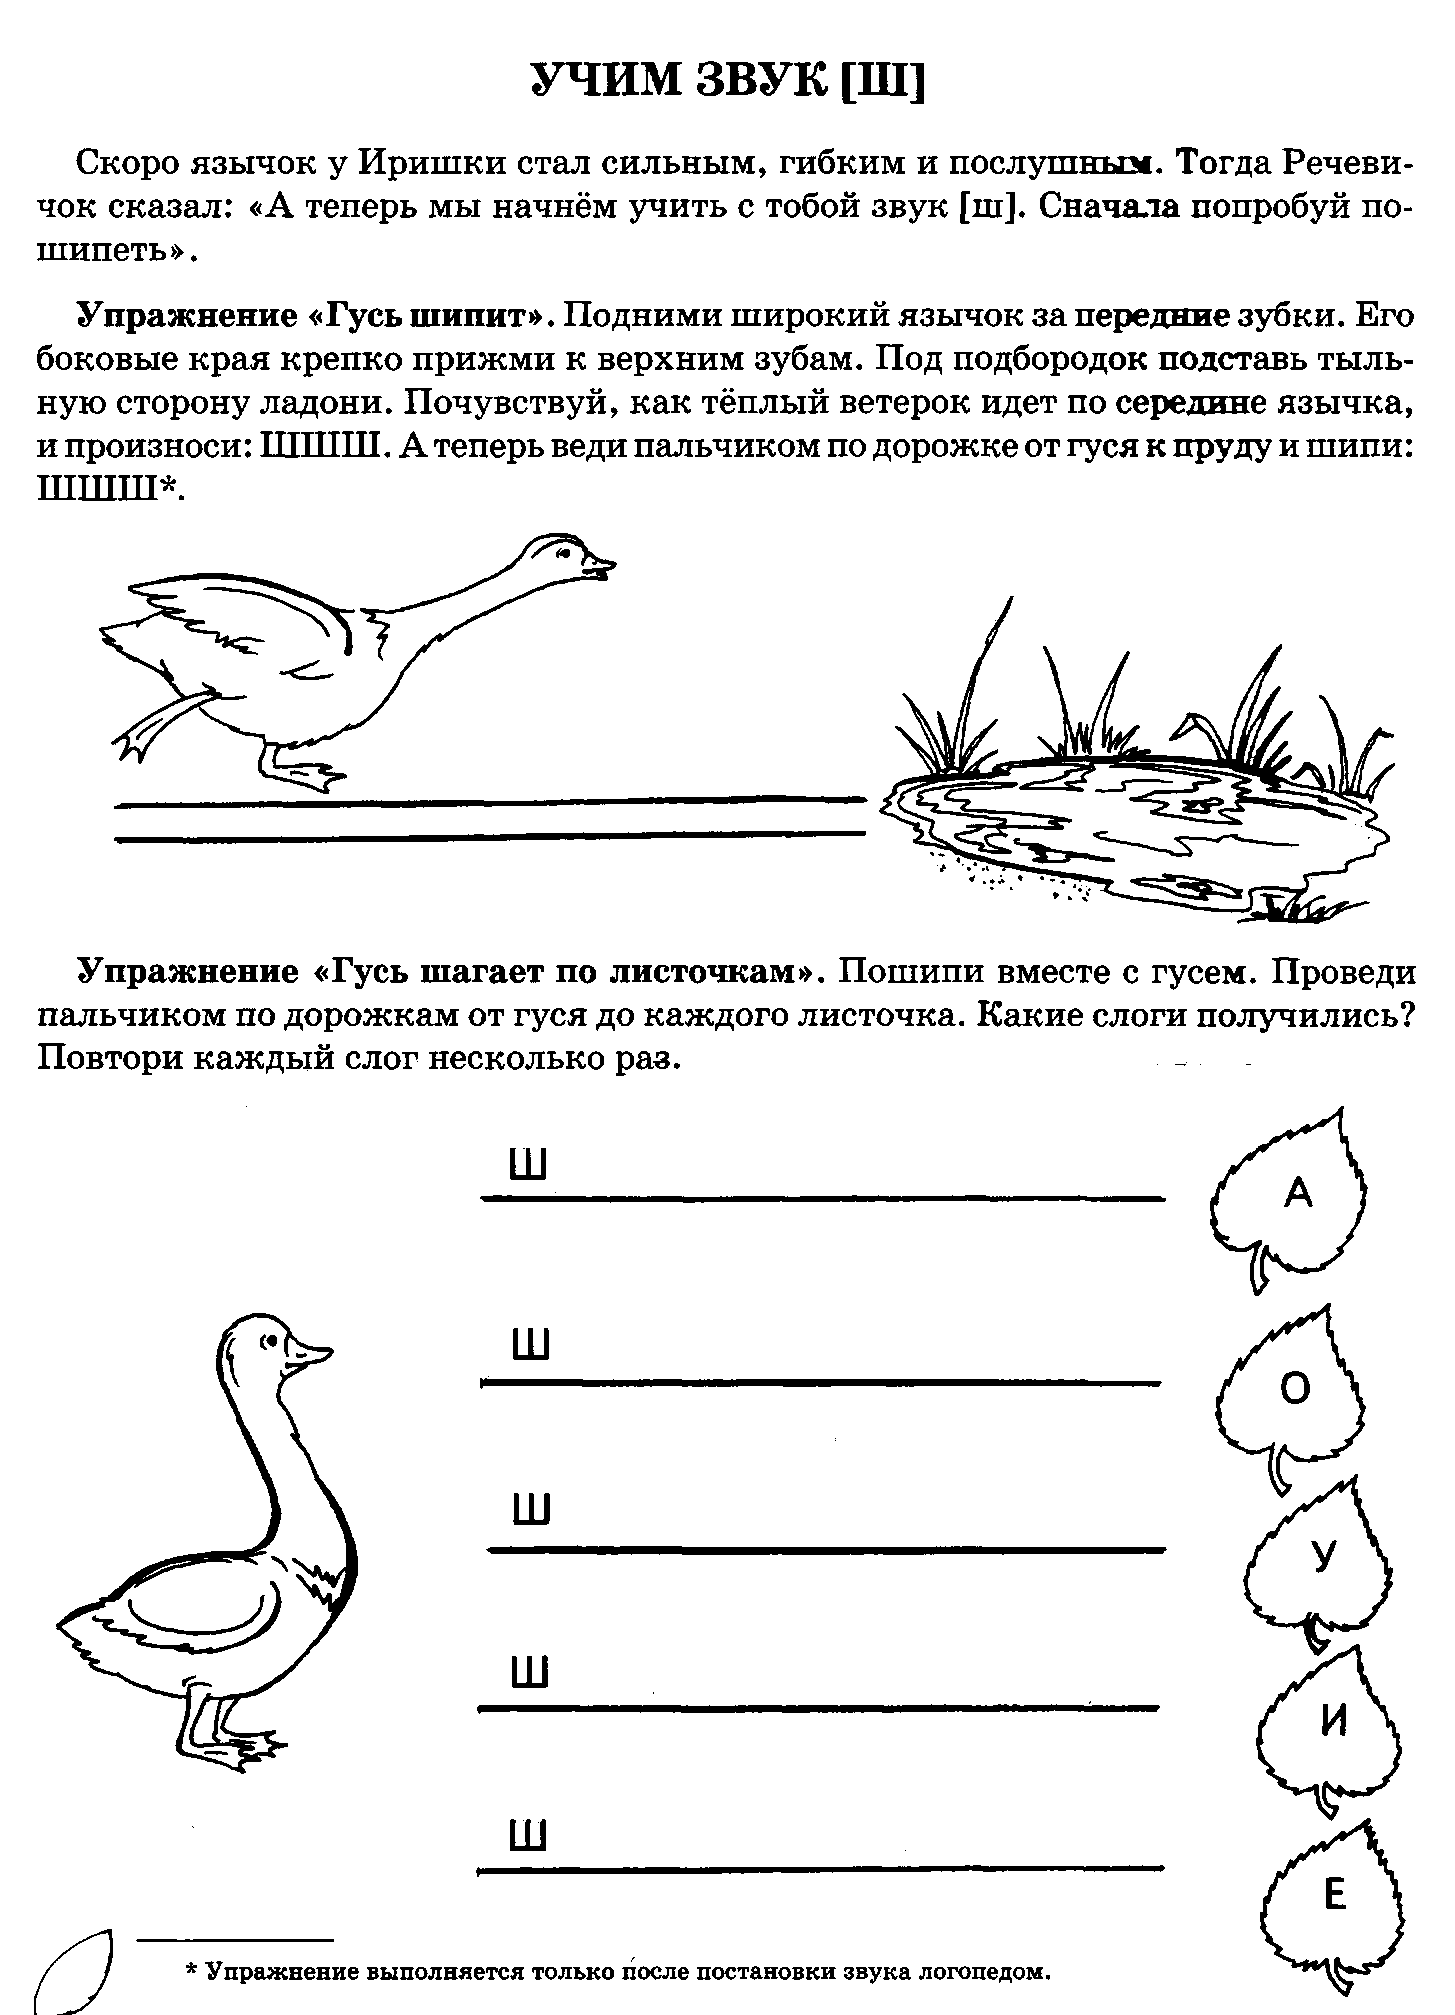 УЧИМ ЗВУК [Ш]
Скоро язычок у Иришки стал сильным, гибким и послушным. Тогда Речеви-
чок сказал: «А теперь мы начнём учить с тобой звук [ш]. Сначала попробуй по-
шипеть».
Упражнение «Гусь шипит». Подними широкий язычок за передние зубки. Его
боковые края крепко прижми к верхним зубам. Под подбородок подставь тыль-
ную сторону ладони. Почувствуй, как тёплый ветерок идет по середине язычка,
и произноси: ШШШ. А теперь веди пальчиком по дорожке от гуся к пруду и шипи:
ШШШ*.
Упражнение «Гусь шагает по листочкам». Пошипи вместе с гусем. Проведи
пальчиком по дорожкам от гуся до каждого листочка. Какие слоги получились?
Повтори каждый слог несколько раз.
Ш А
Ш О
Ш У
Ш И
Ш Е
* Упражнение выполняется только после постановки звука логопедом.